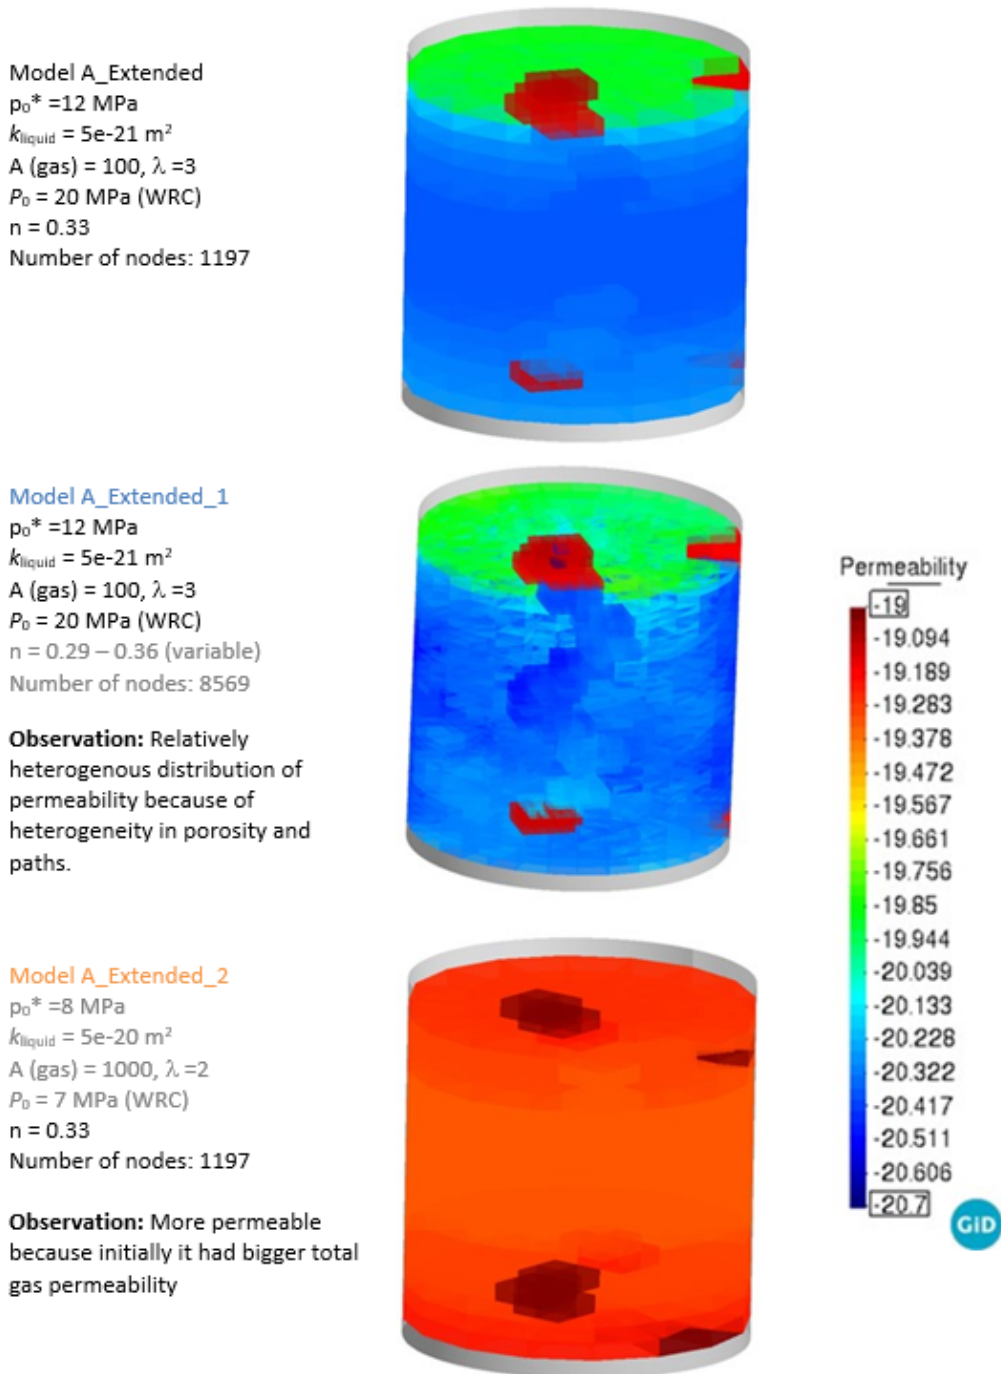 Model A_Extended
p₀* =12 MPa
kliquid = 5e-21 m²
A (gas) = 100, λ =3
P₀ = 20 MPa (WRC)
n = 0.33
Number of nodes: 1197
Model A_Extended_1
p₀* =12 MPa
kliquid = 5e-21 m²
A (gas) = 100, λ =3
P₀ = 20 MPa (WRC)
n = 0.29 – 0.36 (variable)
Number of nodes: 8569
Observation: Relatively
heterogenous distribution of
permeability because of
heterogeneity in porosity and
paths.
Model A_Extended_2
p₀* =8 MPa
kliquid = 5e-20 m²
A (gas) = 1000, λ =2
P₀ = 7 MPa (WRC)
n = 0.33
Number of nodes: 1197
Observation: More permeable
because initially it had bigger total
gas permeability
Permeability
-19
-19.094
-19.189
-19.283
-19.378
-19.472
-19.567
-19.661
-19.756
-19.85
-19.944
-20.039
-20.133
-20.228
-20.322
-20.417
-20.511
-20.606
-20.7
GiD